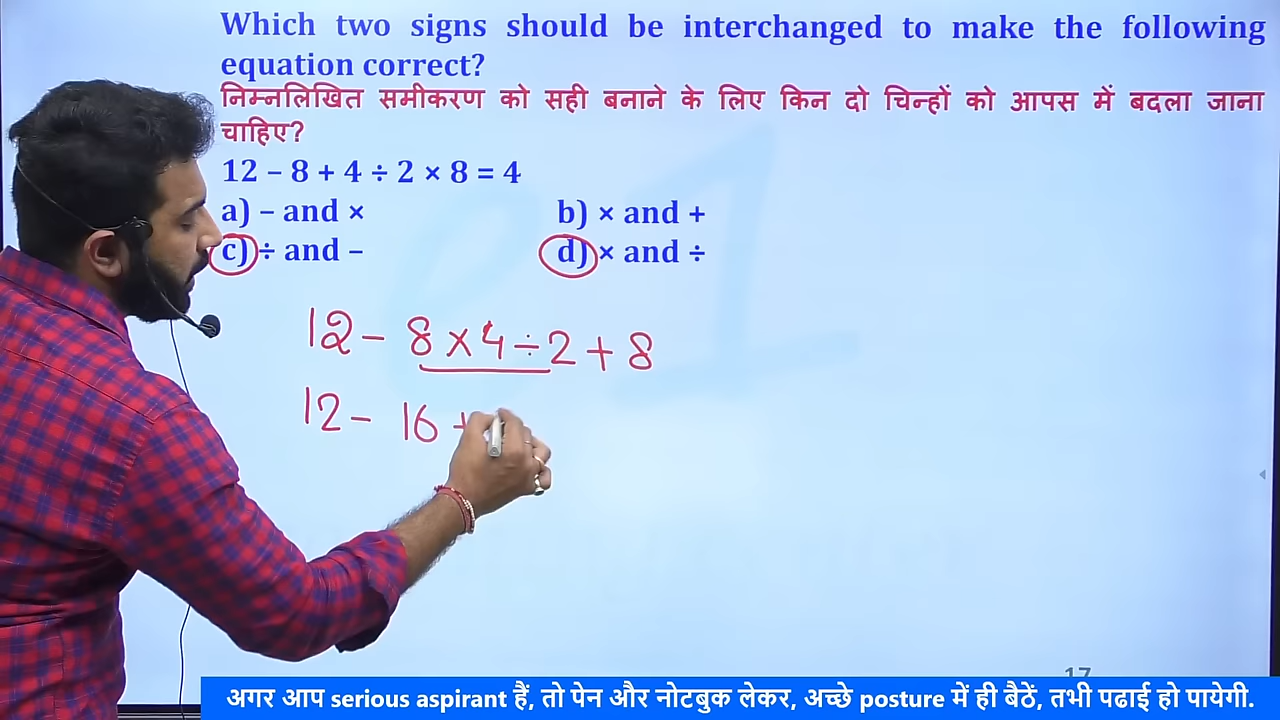 Which two signs should be interchanged to make the following
equation correct?
निम्नलिखित समीकरण को सही बनाने के लिए किन दो चिन्हों को आपस में बदला जाना
चाहिए?
12 – 8 + 4 ÷ 2 × 8 = 4
a) – and × b) × and +
c) ÷ and – d) × and ÷
12 – 8 × 4 ÷ 2 + 8
12 – 16 +
अगर आप serious aspirant हैं, तो पेन और नोटबुक लेकर, अच्छे posture में ही बैठें, तभी पढाई हो पायेगी.